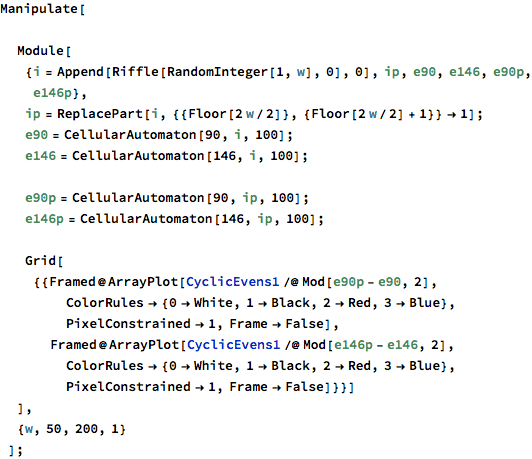 Manipulate[
Module[
{i = Append[Riffle[RandomInteger[1, w], 0], 0], ip, e90, e146, e90p,
e146p},
ip = ReplacePart[i, {{Floor[2 w / 2]}, {Floor[2 w / 2] + 1}} → 1];
e90 = CellularAutomaton[90, i, 100];
e146 = CellularAutomaton[146, i, 100];
e90p = CellularAutomaton[90, ip, 100];
e146p = CellularAutomaton[146, ip, 100];
Grid[
{{Framed@ArrayPlot[CyclicEvens1 /@ Mod[e90p - e90, 2],
ColorRules → {0 → White, 1 → Black, 2 → Red, 3 → Blue},
PixelConstrained → 1, Frame → False],
Framed@ArrayPlot[CyclicEvens1 /@ Mod[e146p - e146, 2],
ColorRules → {0 → White, 1 → Black, 2 → Red, 3 → Blue},
PixelConstrained → 1, Frame → False]}}]
],
{w, 50, 200, 1}
];